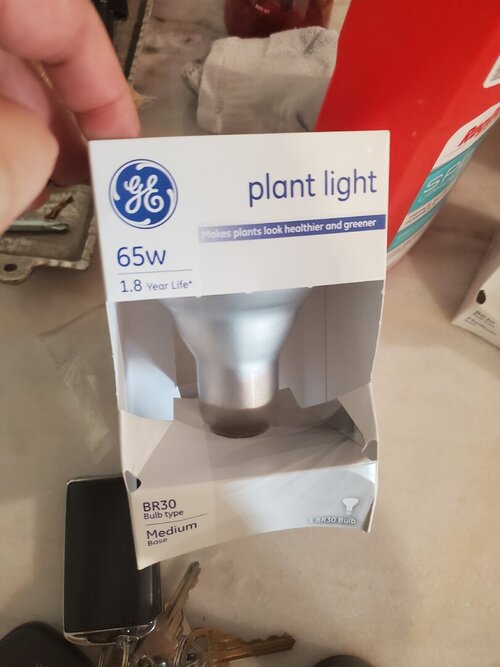 GE
plant light
Makes plants look healthier and greener
65w
1.8 Year Life*
BR30
Bulb type
Medium
Base
1 BR30 Bulb